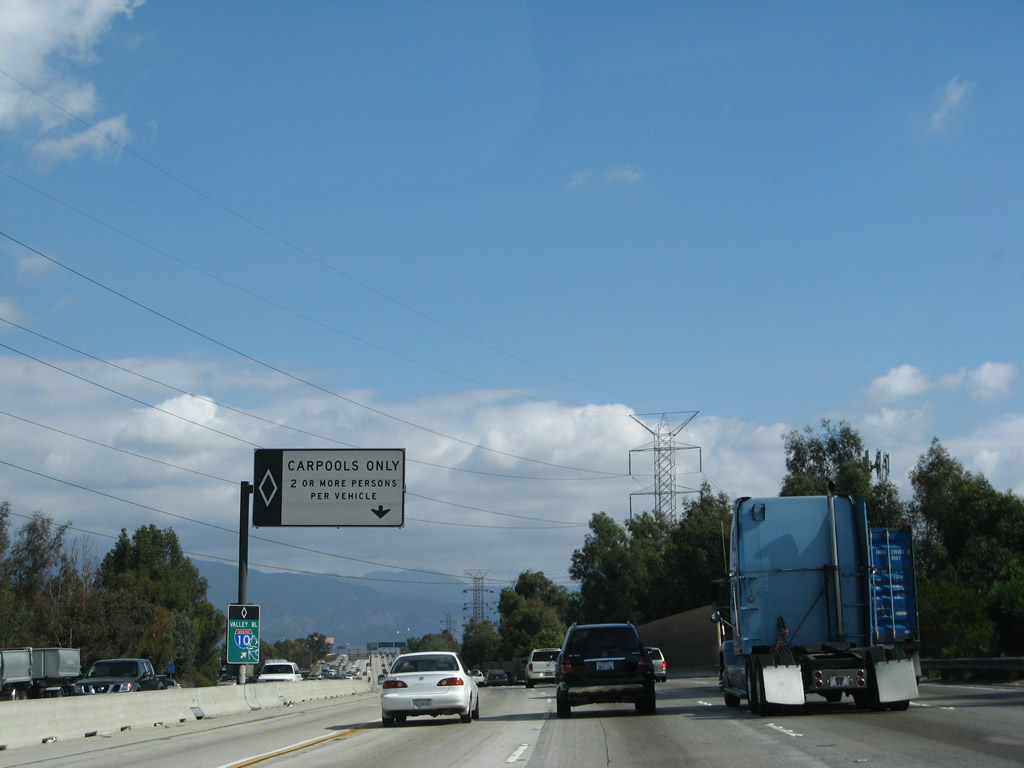 CARPOOLS ONLY
2 OR MORE PERSONS
PER VEHICLE
VALLEY BL
10